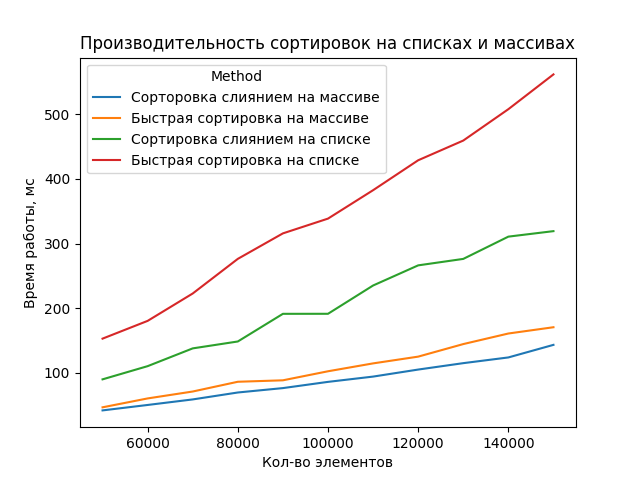 Производительность сортировок на списках и массивах
Method
Сорторовка слиянием на массиве
Быстрая сортировка на массиве
Сортировка слиянием на списке
Быстрая сортировка на списке
Время работы, мс
500
400
300
200
100
60000
80000
100000
120000
140000
Кол-во элементов